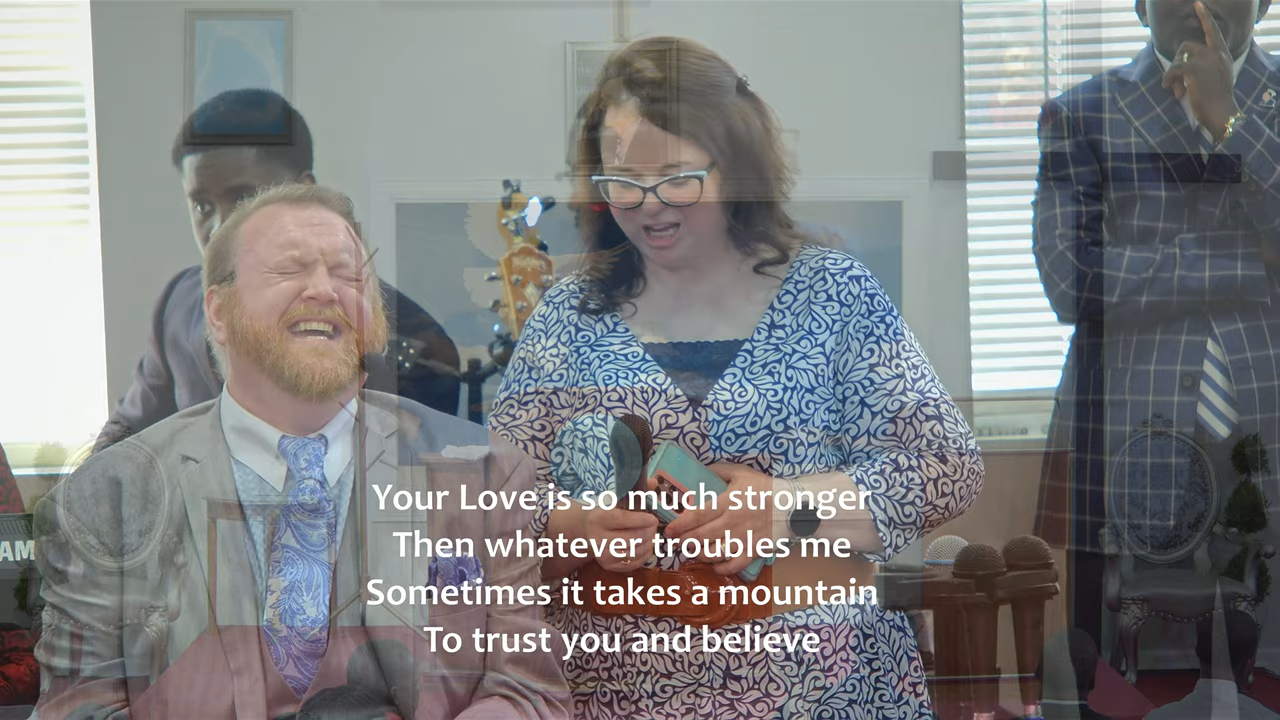 Your Love is so much stronger
Then whatever troubles me
Sometimes it takes a mountain
To trust you and believe
AM